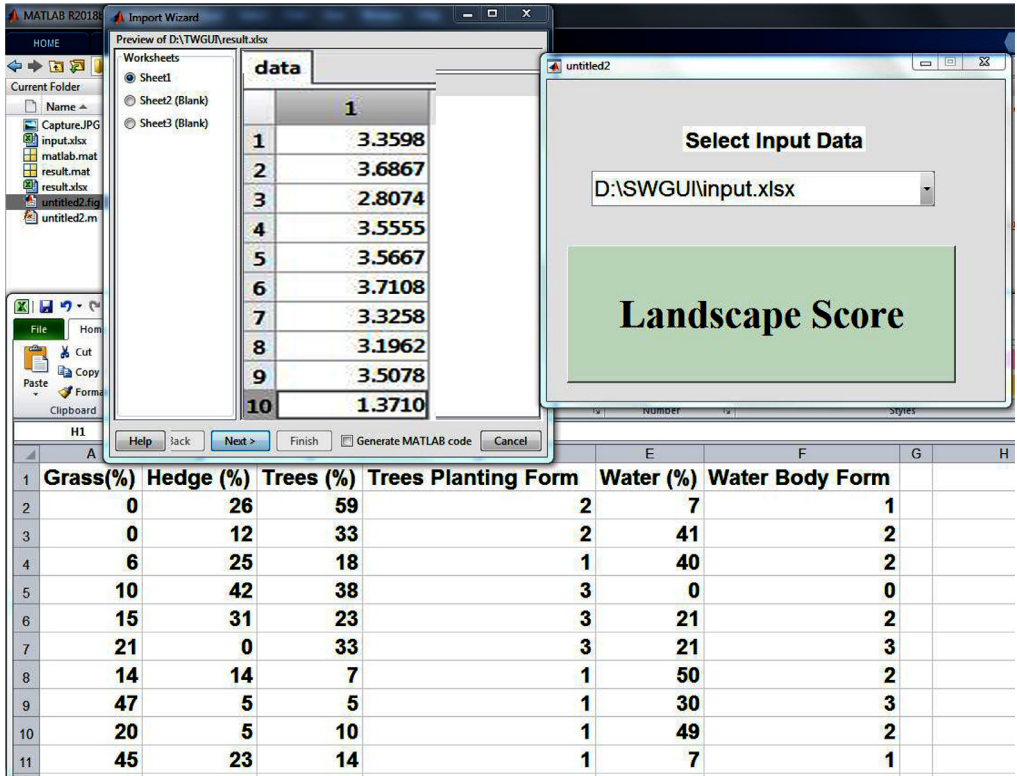 MATLAB R2018b
HOME
Current Folder
Name
Capture.JPG
input.xlsx
matlab.mat
result.mat
result.xlsx
untitled2.fig
untitled2.m
Import Wizard
Preview of D:\TWGUI\result.xlsx
Worksheets
Sheet1
Sheet2 (Blank)
Sheet3 (Blank)
data
1
1 3.3598
2 3.6867
3 2.8074
4 3.5555
5 3.5667
6 3.7108
7 3.3258
8 3.1962
9 3.5078
10 1.3710
Help Back Next > Finish Generate MATLAB code Cancel
untitled2
Select Input Data
D:\SWGUI\input.xlsx
Landscape Score
File Hom
Cut
Copy
Paste
Forma
Clipboard Number Styles
H1
A E F G H
1 Grass(%) Hedge (%) Trees (%) Trees Planting Form Water (%) Water Body Form
2 0 26 59 2 7 1
3 0 12 33 2 41 2
4 6 25 18 1 40 2
5 10 42 38 3 0 0
6 15 31 23 3 21 2
7 21 0 33 3 21 3
8 14 14 7 1 50 2
9 47 5 5 1 30 3
10 20 5 10 1 49 2
11 45 23 14 1 7 1